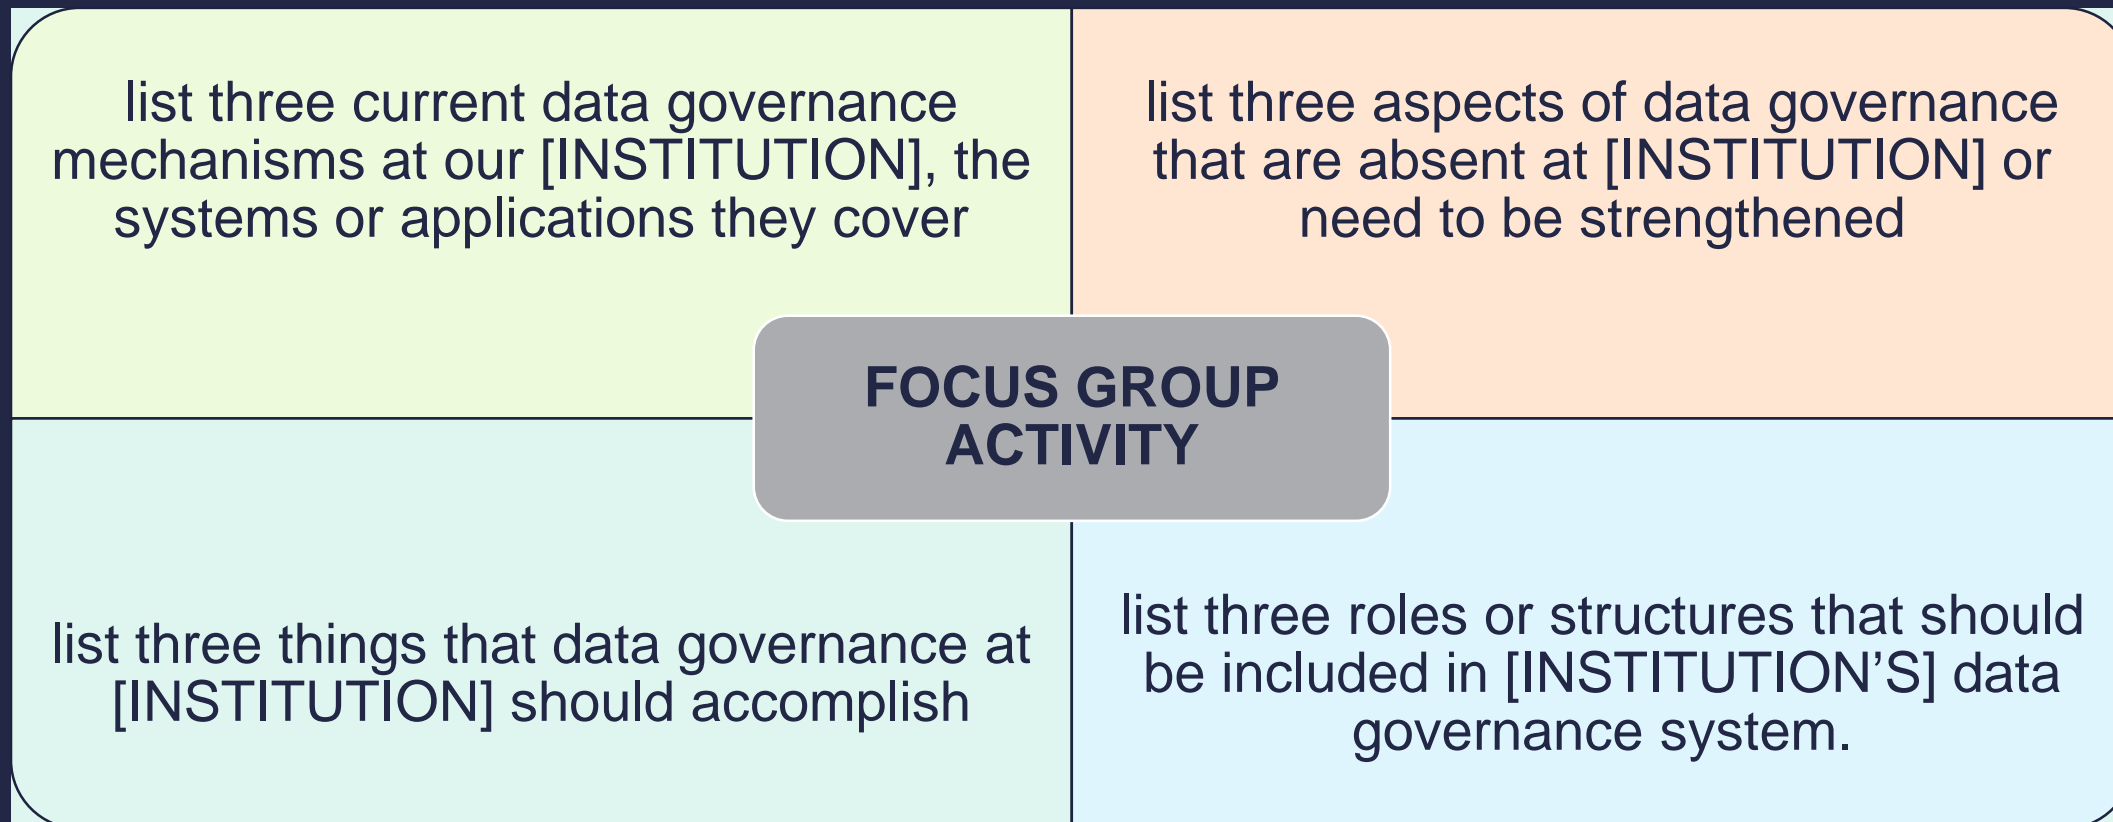 list three current data governance
mechanisms at our [INSTITUTION], the
systems or applications they cover
list three aspects of data governance
that are absent at [INSTITUTION] or
need to be strengthened
FOCUS GROUP
ACTIVITY
list three things that data governance at
[INSTITUTION] should accomplish
list three roles or structures that should
be included in [INSTITUTION’S] data
governance system.